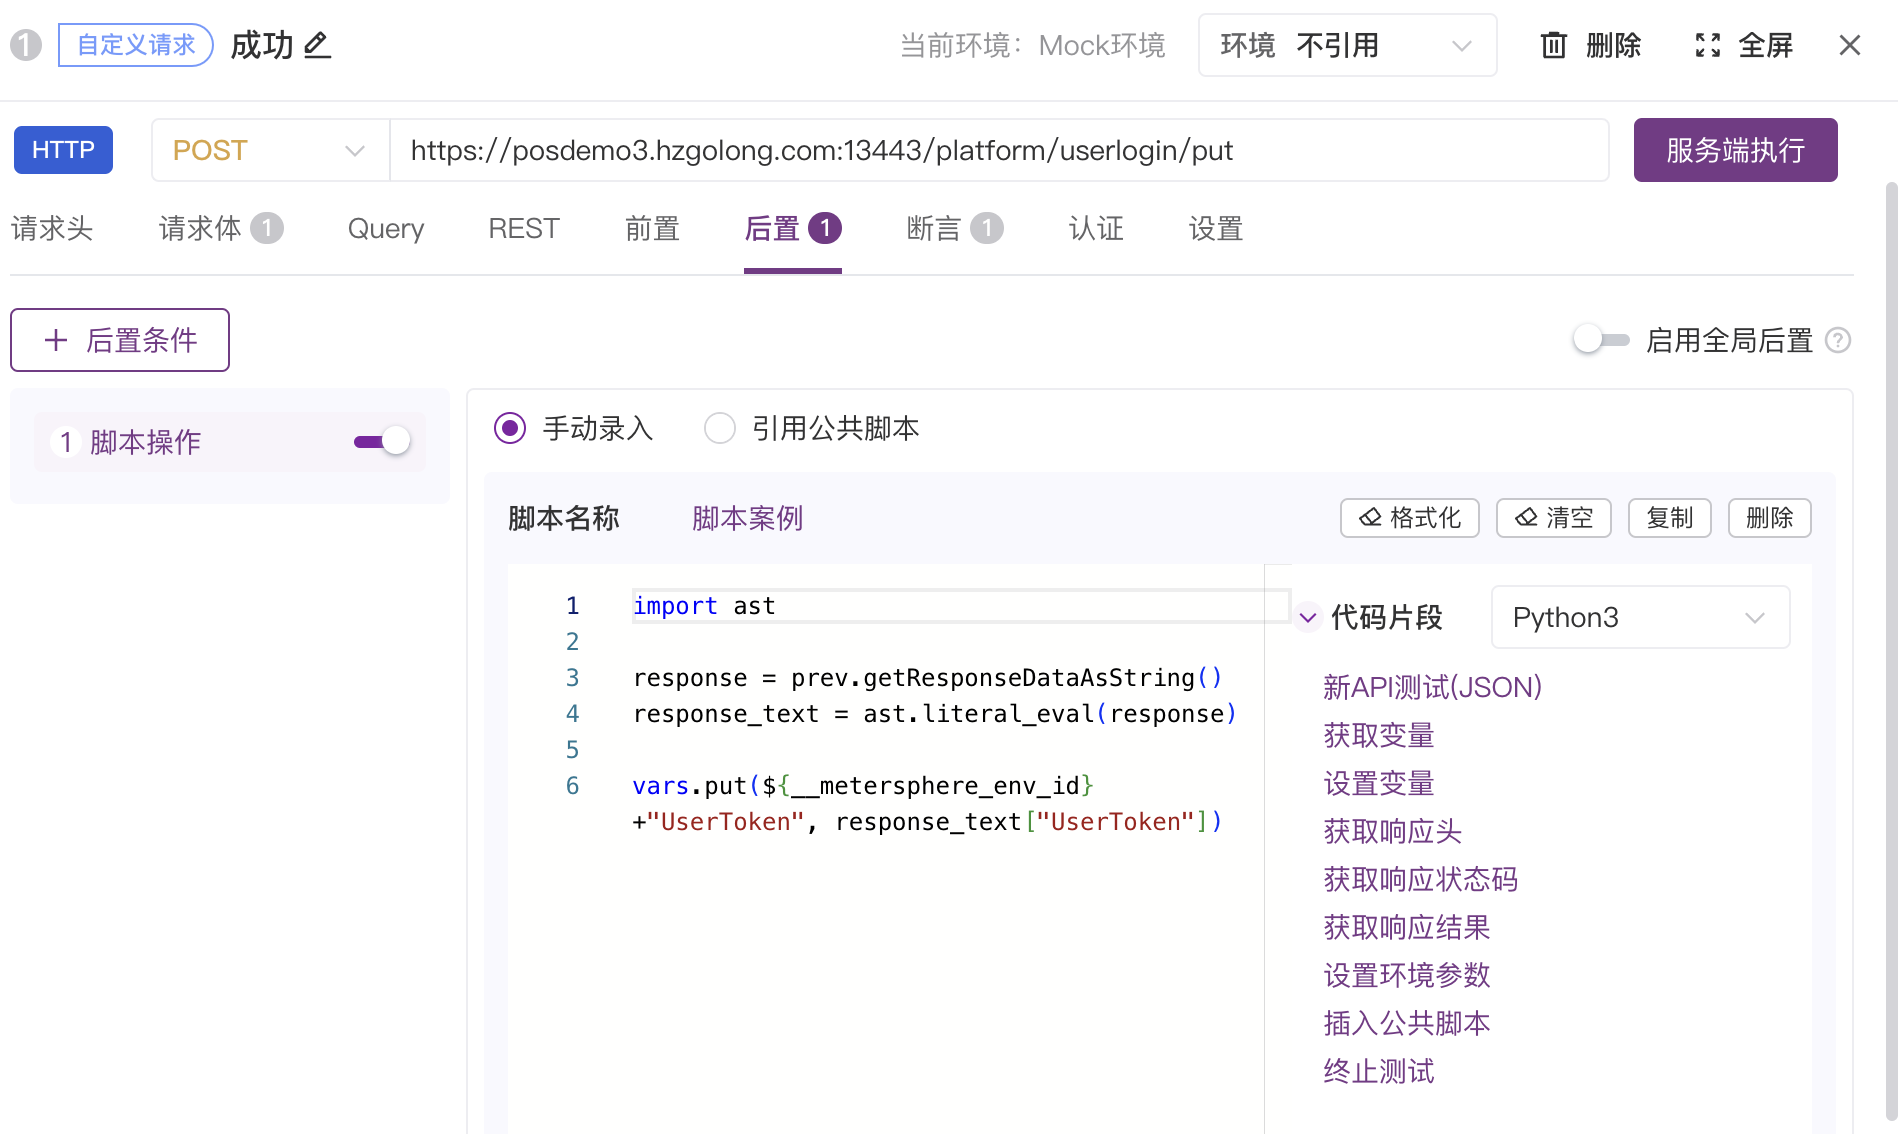 1 自定义请求 成功 当前环境: Mock环境 环境 不引用 删除 全屏
HTTP POST https://posdemo3.hzgolong.com:13443/platform/userlogin/put 服务端执行
请求头 请求体 1 Query REST 前置 后置 1 断言 1 认证 设置
+ 后置条件 启用全局后置 ?
1 脚本操作
手动录入 引用公共脚本
脚本名称 脚本案例 格式化 清空 复制 删除
1 import ast
2
3 response = prev.getResponseDataAsString()
4 response_text = ast.literal_eval(response)
5
6 vars.put(${__metersphere_env_id}
+"UserToken", response_text["UserToken"])
代码片段 Python3
新API测试(JSON)
获取变量
设置变量
获取响应头
获取响应状态码
获取响应结果
设置环境参数
插入公共脚本
终止测试